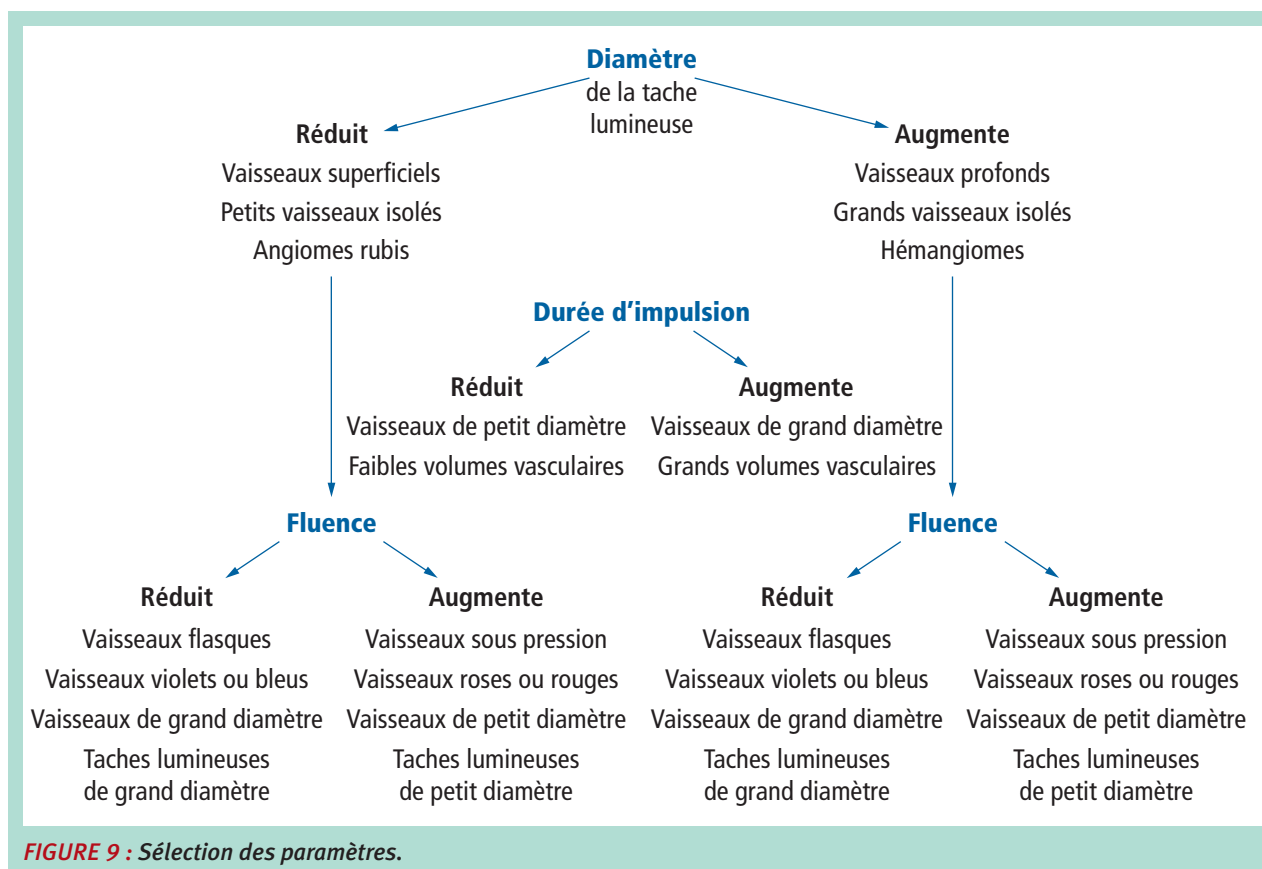 Diamètre
de la tache
lumineuse
Réduit
Vaisseaux superficiels
Petits vaisseaux isolés
Angiomes rubis
Augmente
Vaisseaux profonds
Grands vaisseaux isolés
Hémangiomes
Durée d'impulsion
Réduit
Vaisseaux de petit diamètre
Faibles volumes vasculaires
Augmente
Vaisseaux de grand diamètre
Grands volumes vasculaires
Fluence
Réduit
Vaisseaux flasques
Vaisseaux violets ou bleus
Vaisseaux de grand diamètre
Taches lumineuses
de grand diamètre
Augmente
Vaisseaux sous pression
Vaisseaux roses ou rouges
Vaisseaux de petit diamètre
Taches lumineuses
de petit diamètre
Fluence
Réduit
Vaisseaux flasques
Vaisseaux violets ou bleus
Vaisseaux de grand diamètre
Taches lumineuses
de grand diamètre
Augmente
Vaisseaux sous pression
Vaisseaux roses ou rouges
Vaisseaux de petit diamètre
Taches lumineuses
de petit diamètre
FIGURE 9 : Sélection des paramètres.